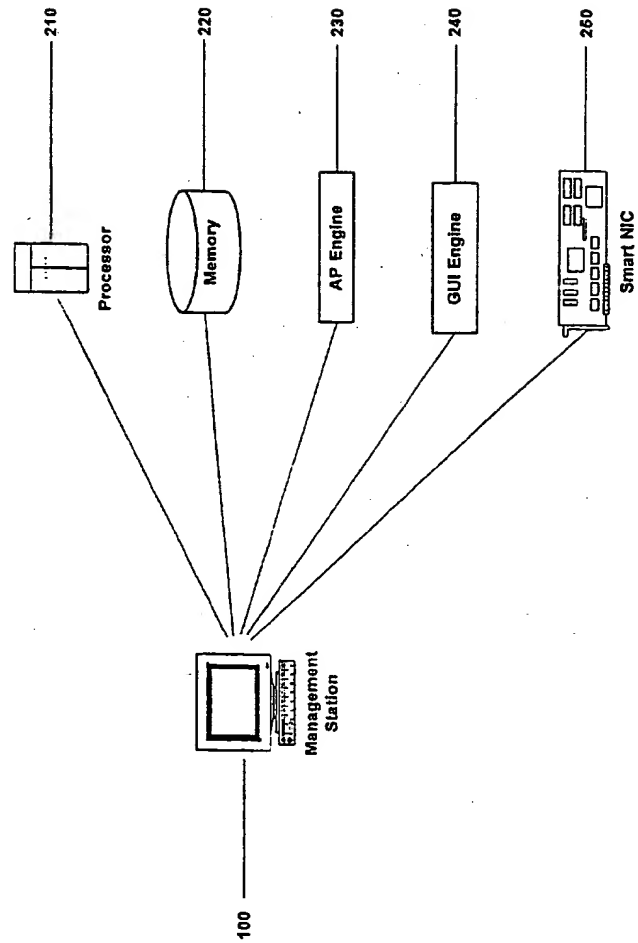 210
Processor
220
Memory
230
AP Engine
240
GUI Engine
250
Smart NIC
Management
Station
100